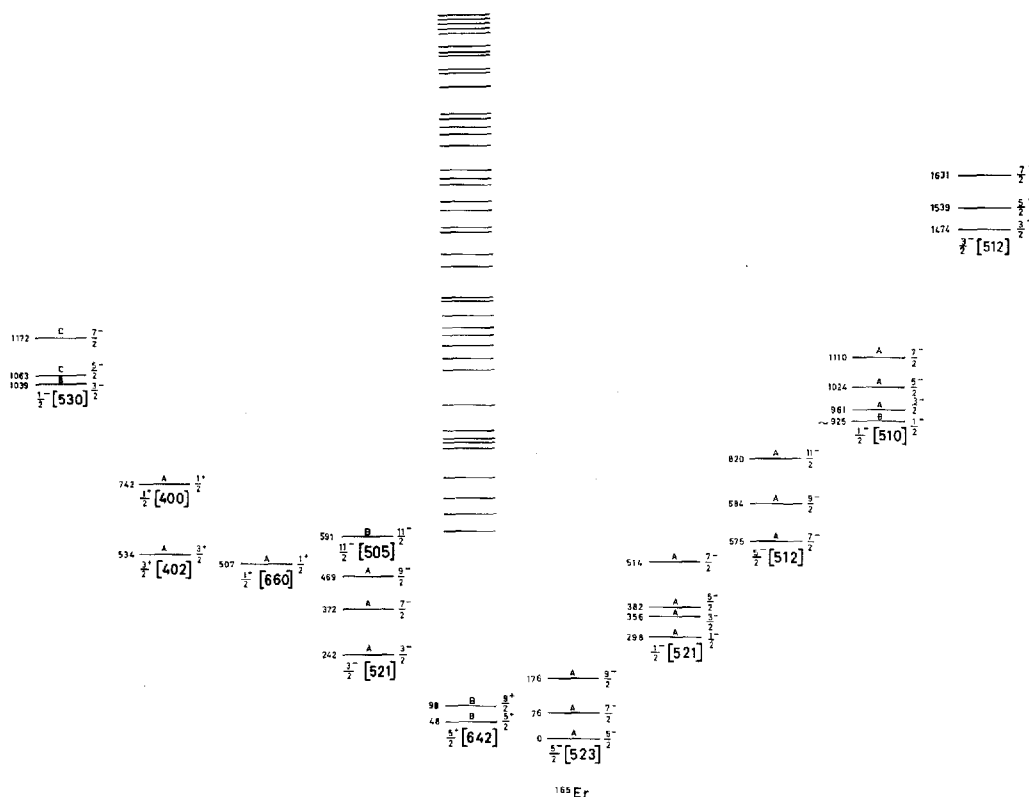 1172 C 7/2⁻
1063 C 5/2⁻
1039 B 3/2⁻
1/2⁻ [530]
742 A 1/2⁺
1/2⁺ [400]
534 A 3/2⁺
3/2⁺ [402]
507 A 1/2⁺
1/2⁺ [660]
591 B 11/2⁻
11/2⁻ [505]
469 A 9/2⁻
372 A 7/2⁻
242 A 3/2⁻
3/2⁻ [521]
98 B 9/2⁺
48 B 5/2⁺
5/2⁺ [642]
176 A 9/2⁻
76 A 7/2⁻
0 A 5/2⁻
5/2⁻ [523]
514 A 7/2⁻
382 A 5/2⁻
356 A 3/2⁻
298 A 1/2⁻
1/2⁻ [521]
820 A 11/2⁻
584 A 9/2⁻
575 A 7/2⁻
5/2⁻ [512]
1110 A 7/2⁻
1024 A 5/2⁻
961 A 3/2⁻
~925 B 1/2⁻
1/2⁻ [510]
1631 7/2⁻
1539 5/2⁻
1474 3/2⁻
3/2⁻ [512]
¹⁶⁵Er